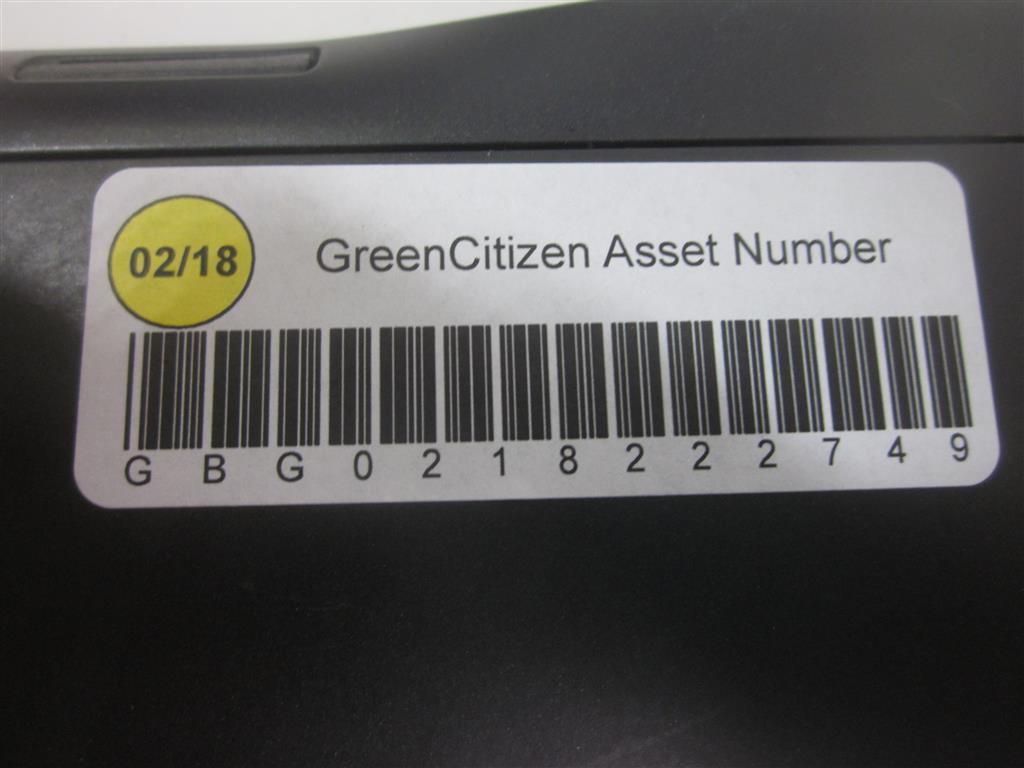 02/18
GreenCitizen Asset Number
GBG0218222749